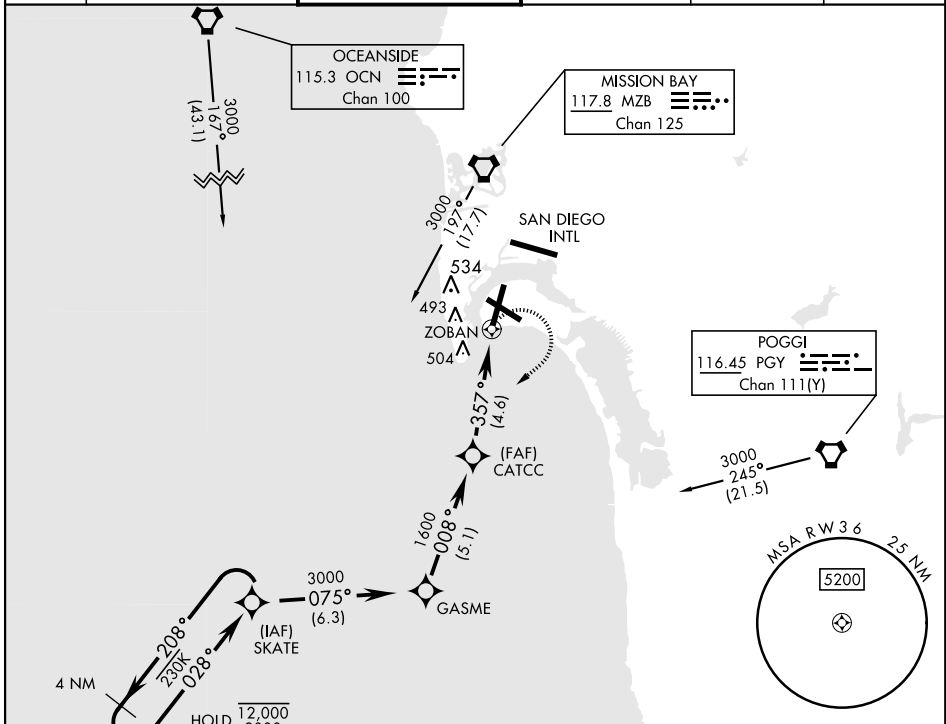 OCEANSIDE
115.3 OCN
Chan 100
MISSION BAY
117.8 MZB
Chan 125
3000
167°
(43.1)
3000
197°
(17.7)
SAN DIEGO
INTL
534
493
ZOBAN
504
POGGI
116.45 PGY
Chan 111(Y)
357°
(4.6)
(FAF)
CATCC
3000
245°
(21.5)
1600
008°
(5.1)
MSA RW36 25 NM
5200
3000
075°
(6.3)
GASME
(IAF)
SKATE
208°
230K
028°
4 NM
HOLD 12,000